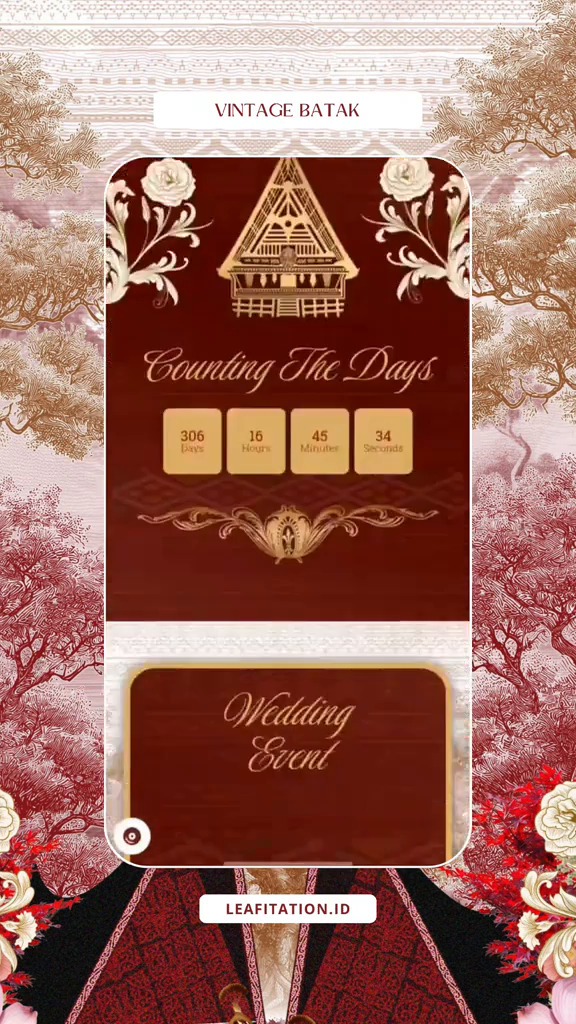 VINTAGE BATAK
Counting The Days
306 16 45 34
Days Hours Minutes Seconds
Wedding
Event
LEAFITATION.ID